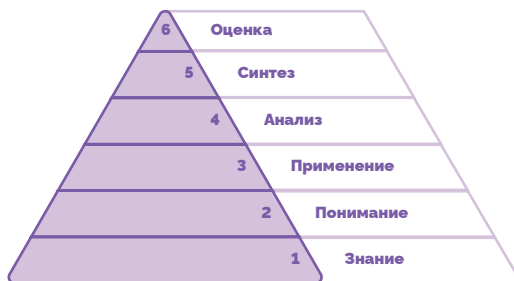 6 Оценка
5 Синтез
4 Анализ
3 Применение
2 Понимание
1 Знание